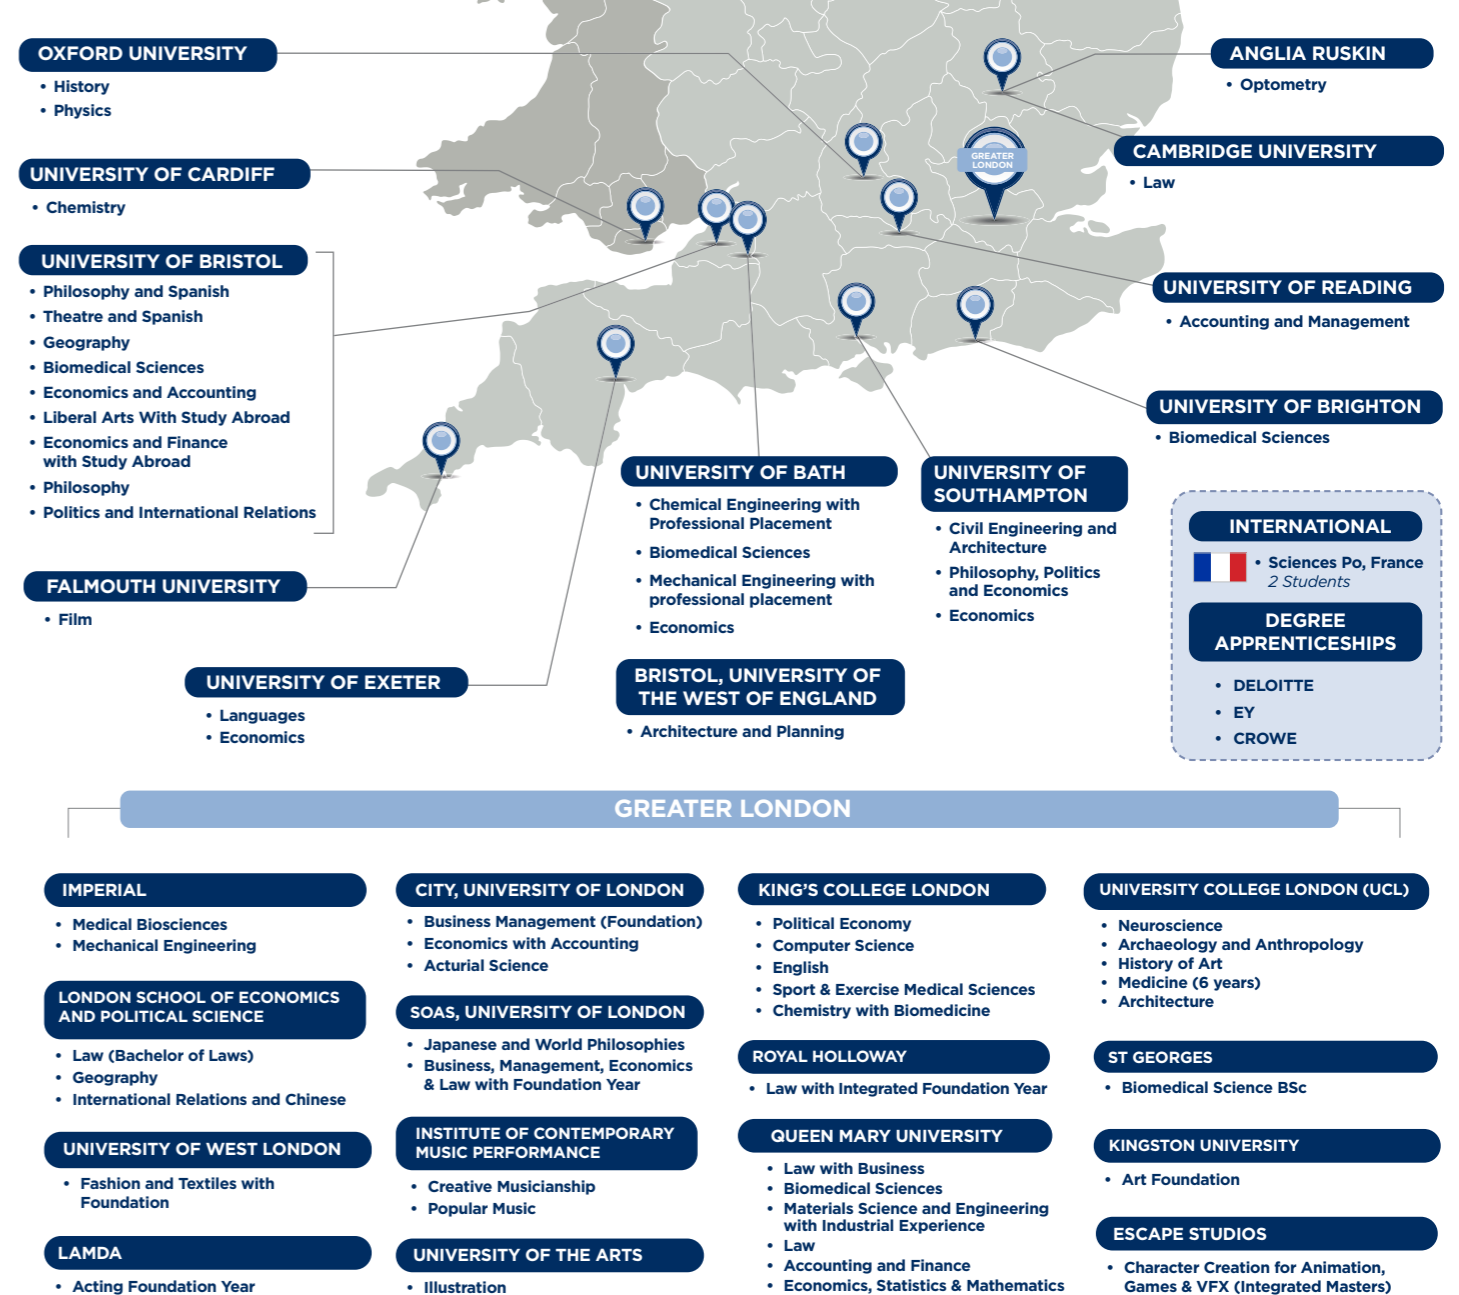 OXFORD UNIVERSITY
• History
• Physics
UNIVERSITY OF CARDIFF
• Chemistry
UNIVERSITY OF BRISTOL
• Philosophy and Spanish
• Theatre and Spanish
• Geography
• Biomedical Sciences
• Economics and Accounting
• Liberal Arts With Study Abroad
• Economics and Finance
with Study Abroad
• Philosophy
• Politics and International Relations
FALMOUTH UNIVERSITY
• Film
UNIVERSITY OF EXETER
• Languages
• Economics
GREATER
LONDON
ANGLIA RUSKIN
• Optometry
CAMBRIDGE UNIVERSITY
• Law
UNIVERSITY OF READING
• Accounting and Management
UNIVERSITY OF BRIGHTON
• Biomedical Sciences
UNIVERSITY OF BATH
• Chemical Engineering with
Professional Placement
• Biomedical Sciences
• Mechanical Engineering with
professional placement
• Economics
BRISTOL, UNIVERSITY OF
THE WEST OF ENGLAND
• Architecture and Planning
UNIVERSITY OF
SOUTHAMPTON
• Civil Engineering and
Architecture
• Philosophy, Politics
and Economics
• Economics
INTERNATIONAL
• Sciences Po, France
2 Students
DEGREE
APPRENTICESHIPS
• DELOITTE
• EY
• CROWE
GREATER LONDON
IMPERIAL
• Medical Biosciences
• Mechanical Engineering
LONDON SCHOOL OF ECONOMICS
AND POLITICAL SCIENCE
• Law (Bachelor of Laws)
• Geography
• International Relations and Chinese
UNIVERSITY OF WEST LONDON
• Fashion and Textiles with
Foundation
LAMDA
• Acting Foundation Year
CITY, UNIVERSITY OF LONDON
• Business Management (Foundation)
• Economics with Accounting
• Acturial Science
SOAS, UNIVERSITY OF LONDON
• Japanese and World Philosophies
• Business, Management, Economics
& Law with Foundation Year
INSTITUTE OF CONTEMPORARY
MUSIC PERFORMANCE
• Creative Musicianship
• Popular Music
UNIVERSITY OF THE ARTS
• Illustration
KING'S COLLEGE LONDON
• Political Economy
• Computer Science
• English
• Sport & Exercise Medical Sciences
• Chemistry with Biomedicine
ROYAL HOLLOWAY
• Law with Integrated Foundation Year
QUEEN MARY UNIVERSITY
• Law with Business
• Biomedical Sciences
• Materials Science and Engineering
with Industrial Experience
• Law
• Accounting and Finance
• Economics, Statistics & Mathematics
UNIVERSITY COLLEGE LONDON (UCL)
• Neuroscience
• Archaeology and Anthropology
• History of Art
• Medicine (6 years)
• Architecture
ST GEORGES
• Biomedical Science BSc
KINGSTON UNIVERSITY
• Art Foundation
ESCAPE STUDIOS
• Character Creation for Animation,
Games & VFX (Integrated Masters)